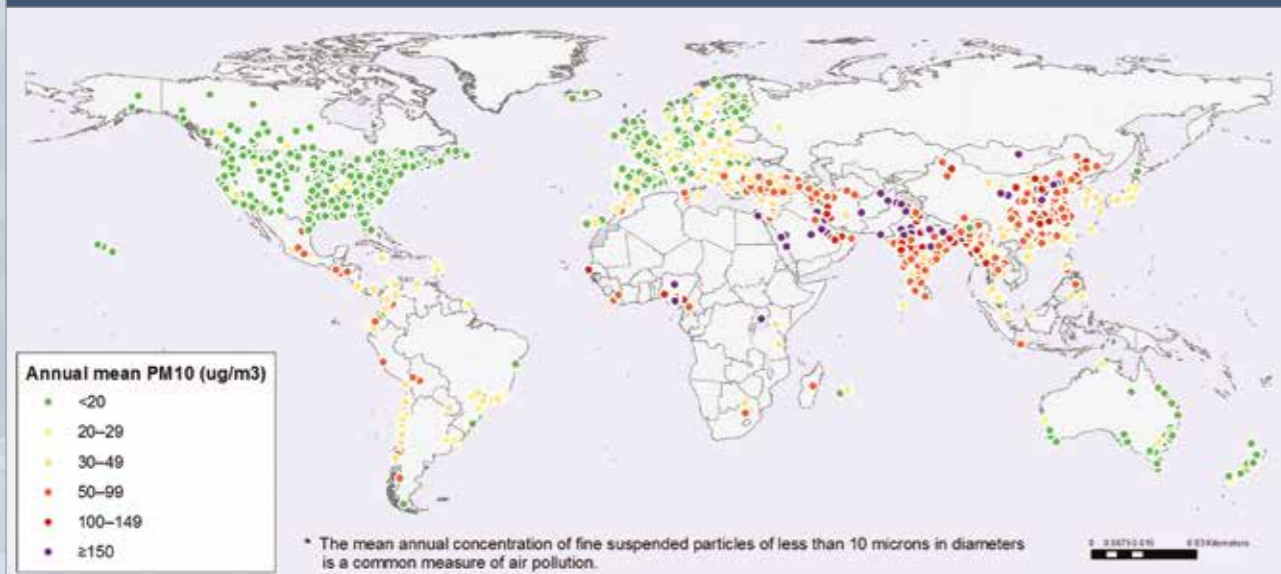 Annual mean PM10 (ug/m3)
<20
20–29
30–49
50–99
100–149
≥150
* The mean annual concentration of fine suspended particles of less than 10 microns in diameters
is a common measure of air pollution.